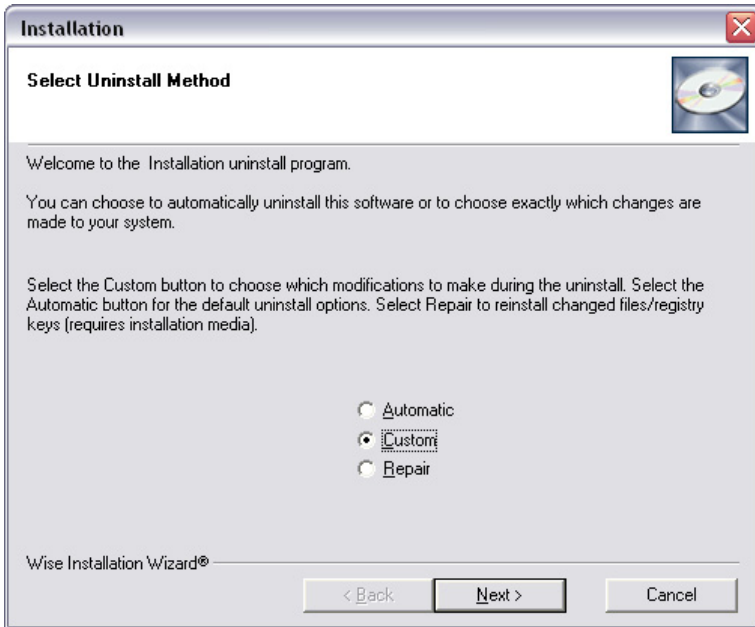 Installation
Select Uninstall Method
Welcome to the  Installation uninstall program.
You can choose to automatically uninstall this software or to choose exactly which changes are
made to your system.
Select the Custom button to choose which modifications to make during the uninstall. Select the
Automatic button for the default uninstall options. Select Repair to reinstall changed files/registry
keys (requires installation media).
Automatic
Custom
Repair
Wise Installation Wizard®
< Back Next > Cancel